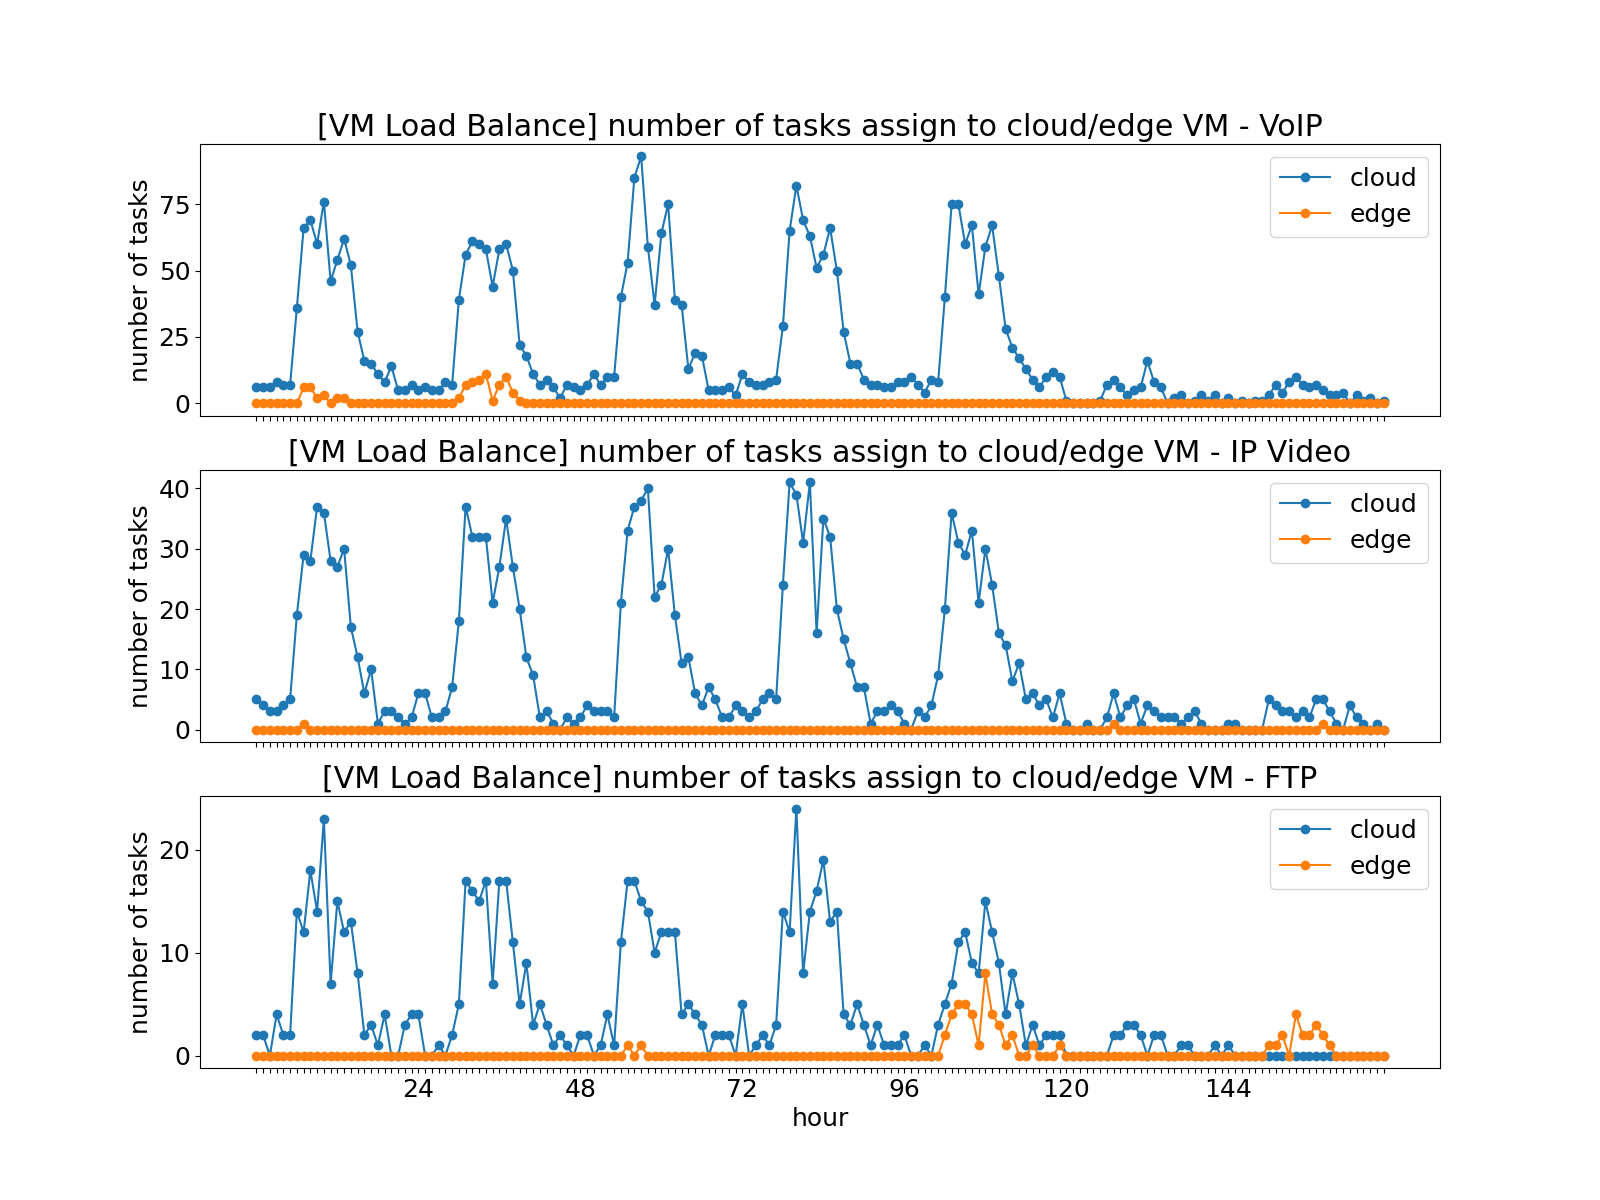 [VM Load Balance] number of tasks assign to cloud/edge VM - VoIP
number of tasks
75
50
25
0
cloud
edge
[VM Load Balance] number of tasks assign to cloud/edge VM - IP Video
number of tasks
40
30
20
10
0
cloud
edge
[VM Load Balance] number of tasks assign to cloud/edge VM - FTP
number of tasks
20
10
0
cloud
edge
24 48 72 96 120 144
hour